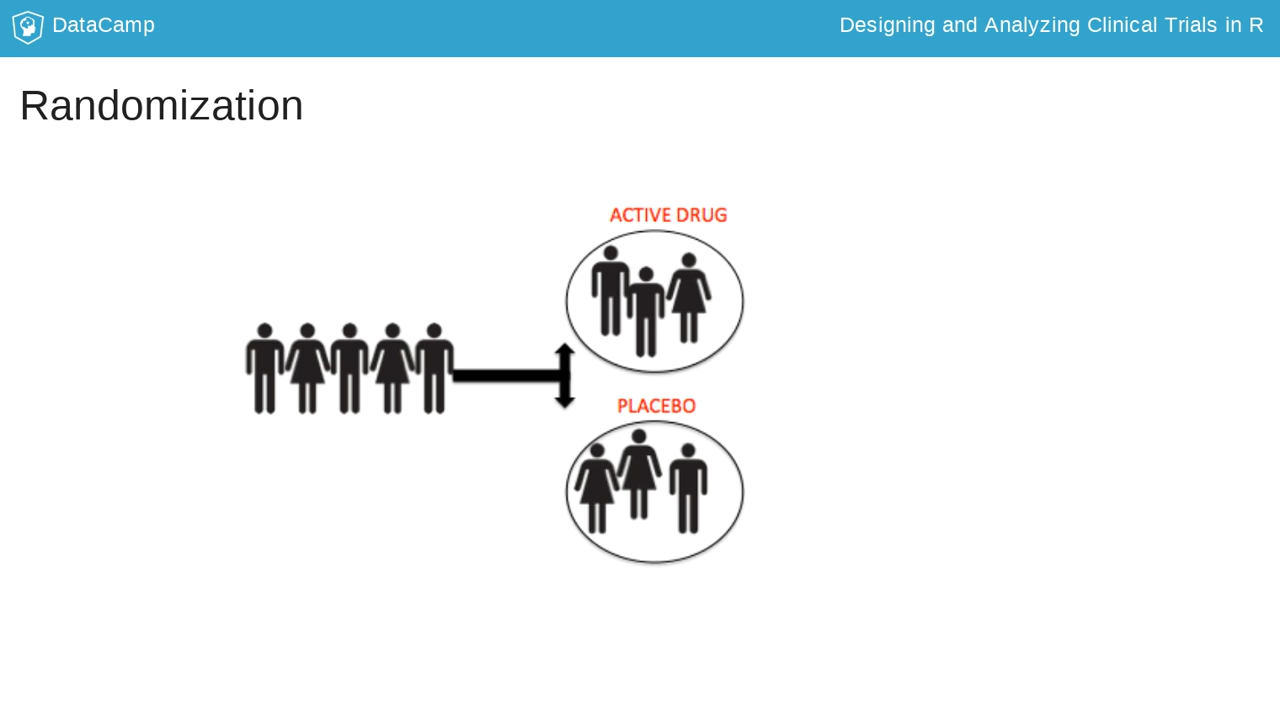 DataCamp
Designing and Analyzing Clinical Trials in R
Randomization
ACTIVE DRUG
PLACEBO